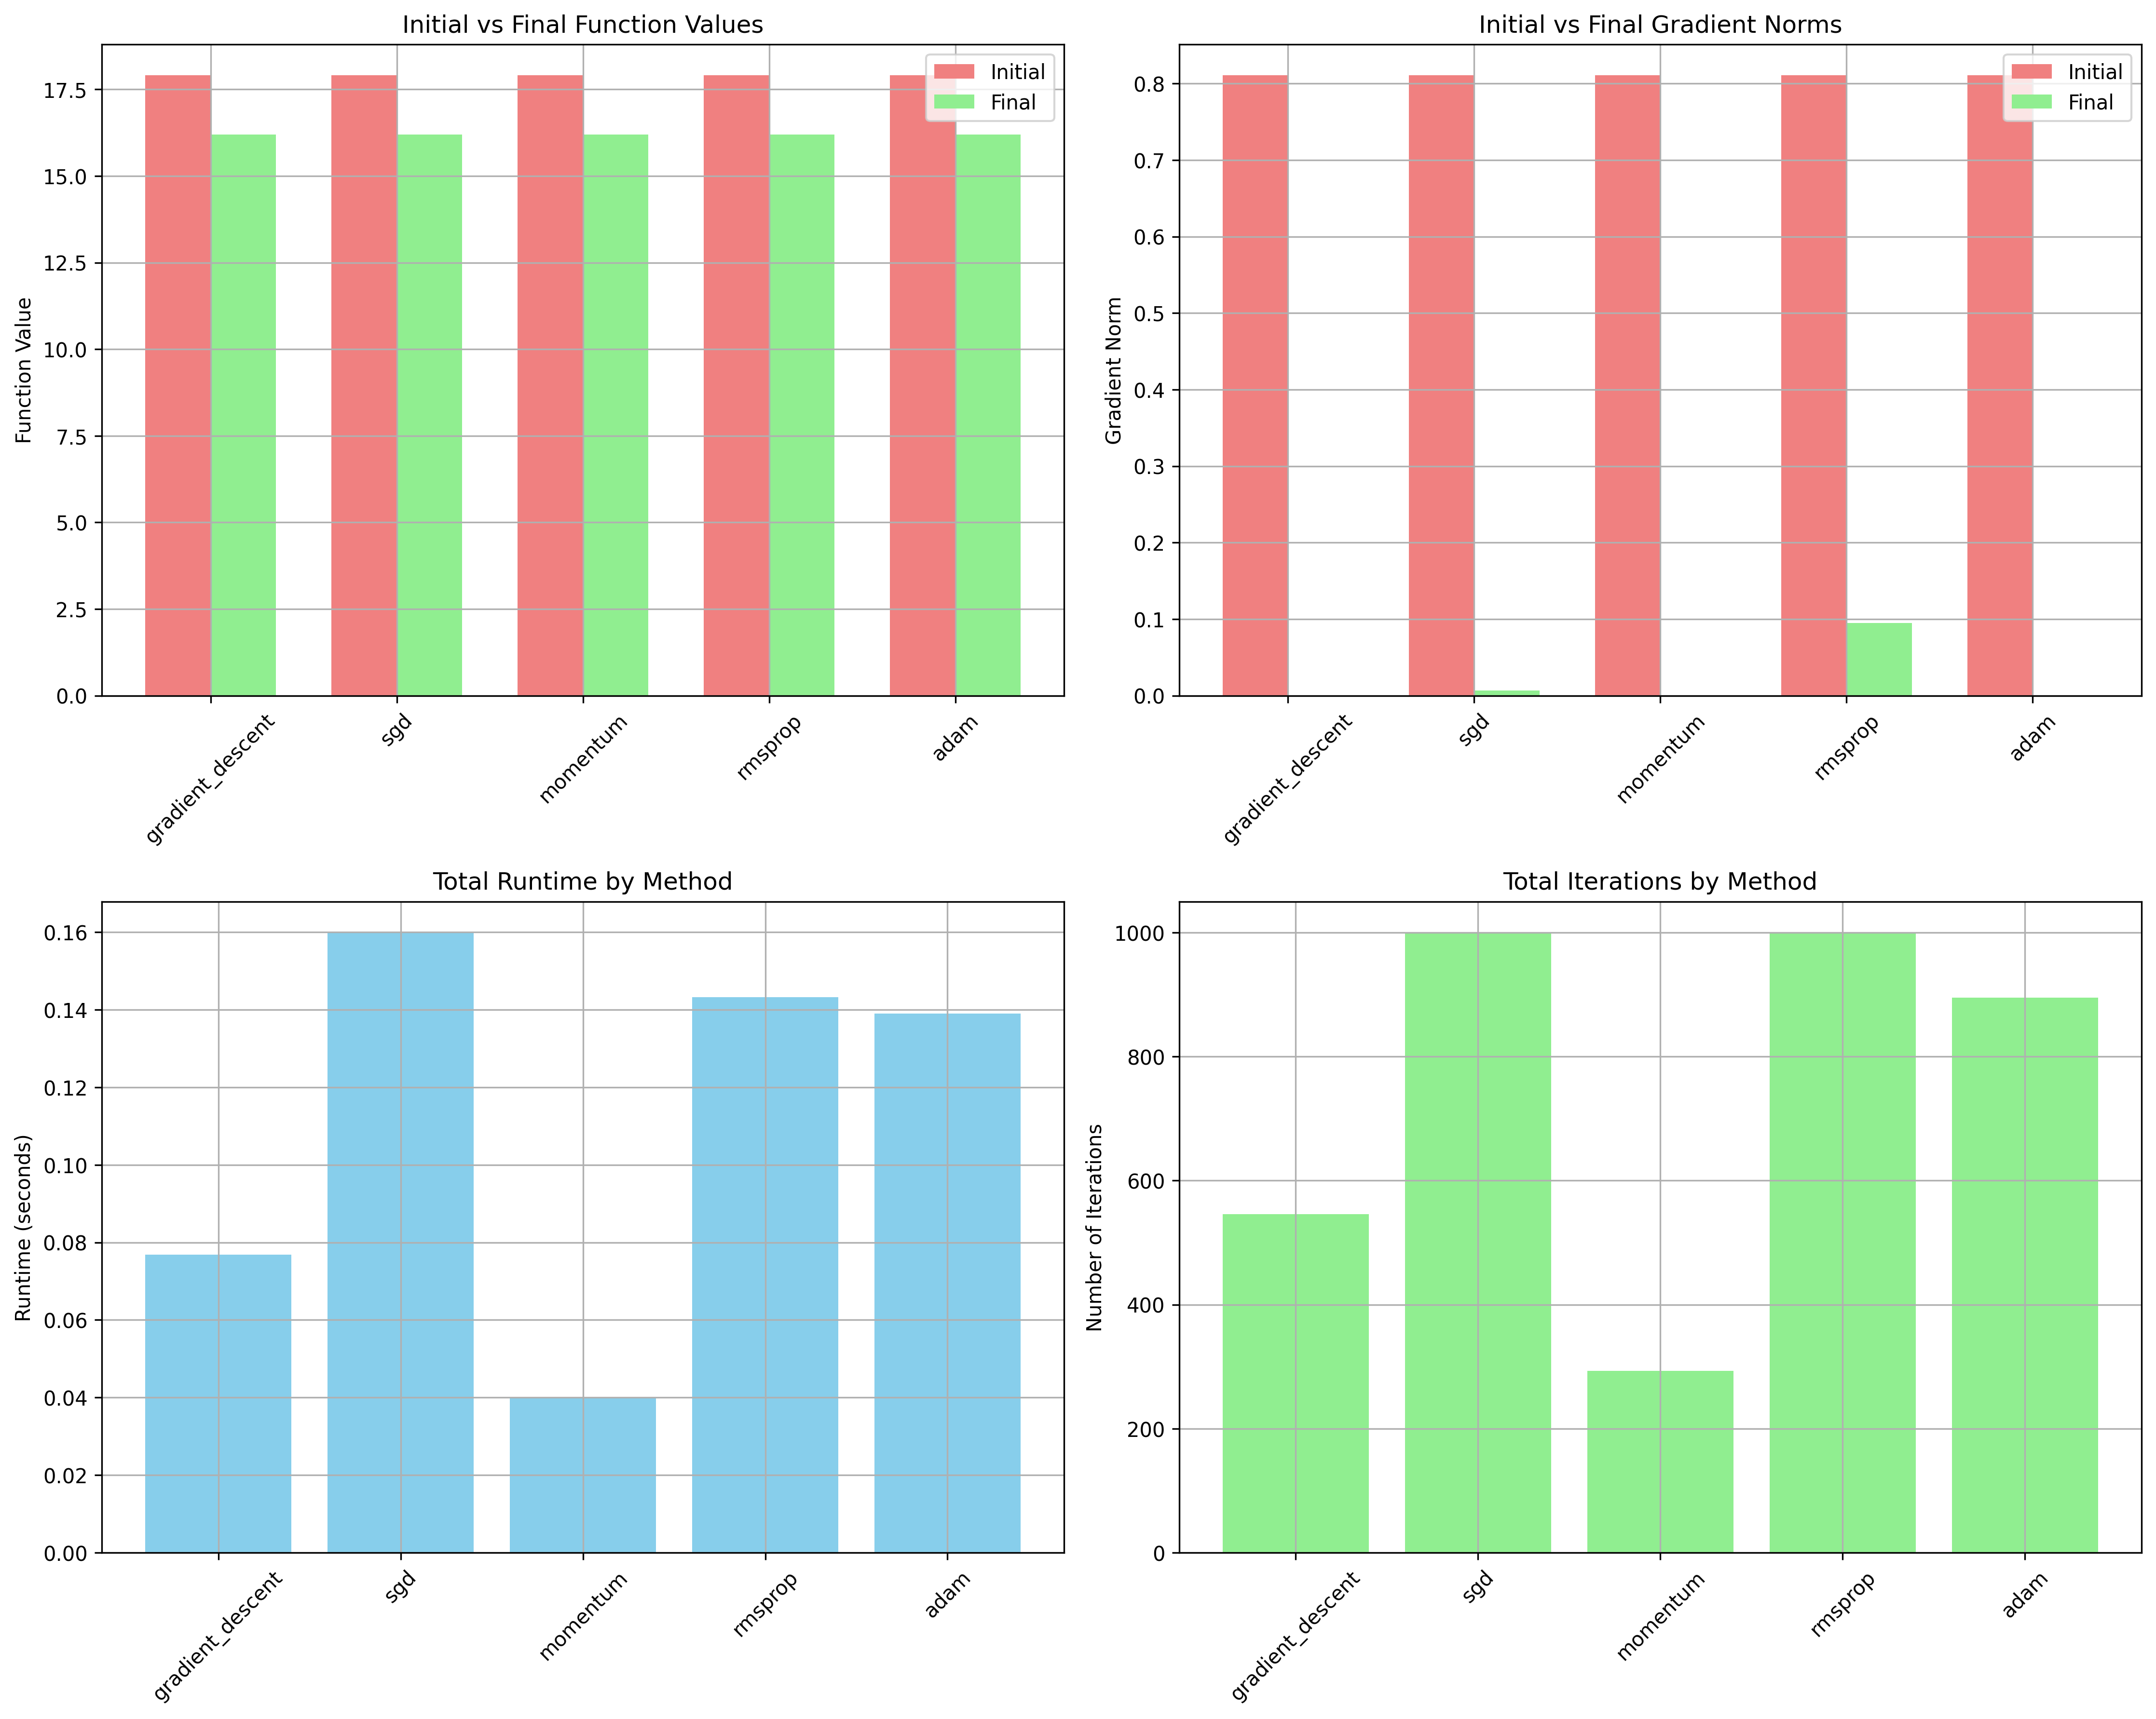 Initial vs Final Function Values
Function Value
17.5
15.0
12.5
10.0
7.5
5.0
2.5
0.0
Initial
Final
gradient_descent
sgd
momentum
rmsprop
adam
Initial vs Final Gradient Norms
Gradient Norm
0.8
0.7
0.6
0.5
0.4
0.3
0.2
0.1
0.0
Initial
Final
gradient_descent
sgd
momentum
rmsprop
adam
Total Runtime by Method
Runtime (seconds)
0.16
0.14
0.12
0.10
0.08
0.06
0.04
0.02
0.00
gradient_descent
sgd
momentum
rmsprop
adam
Total Iterations by Method
Number of Iterations
1000
800
600
400
200
0
gradient_descent
sgd
momentum
rmsprop
adam